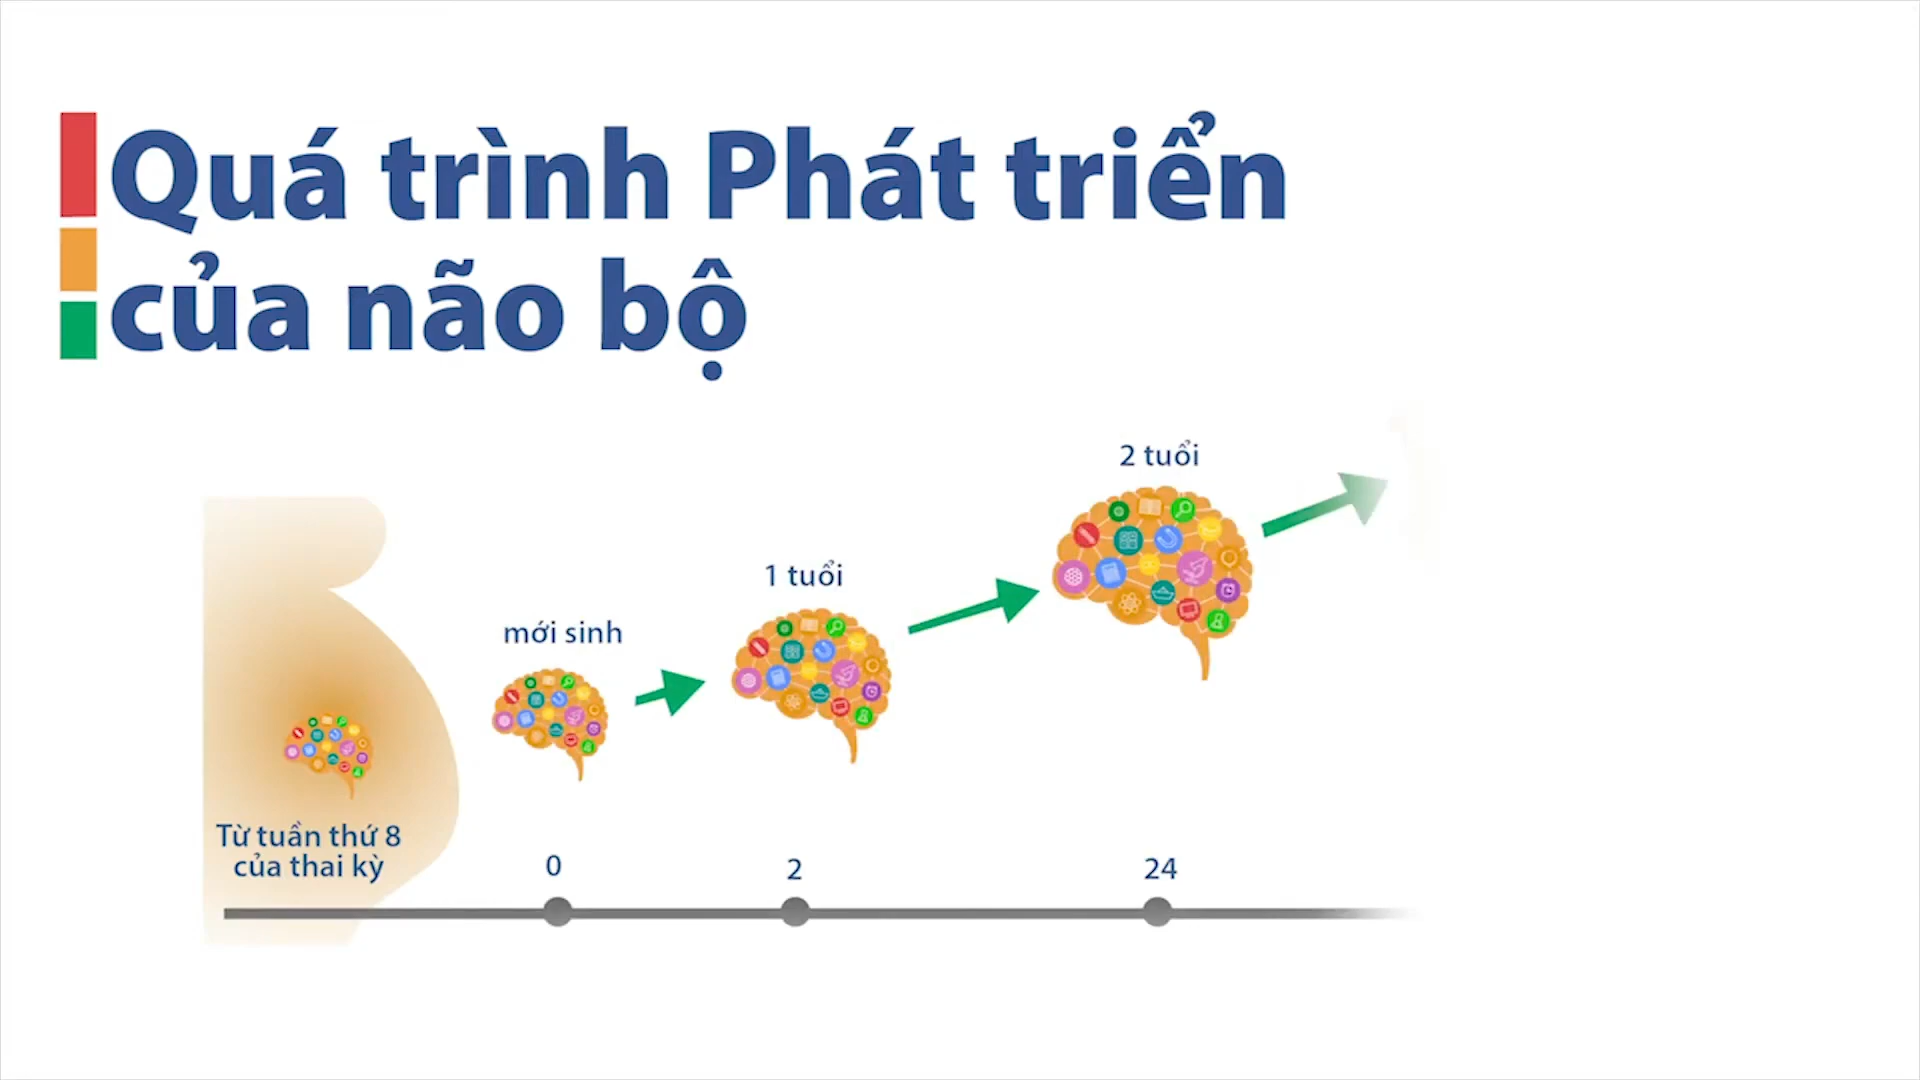 Quá trình Phát triển
của não bộ
2 tuổi
1 tuổi
mới sinh
Từ tuần thứ 8
của thai kỳ
0
2
24